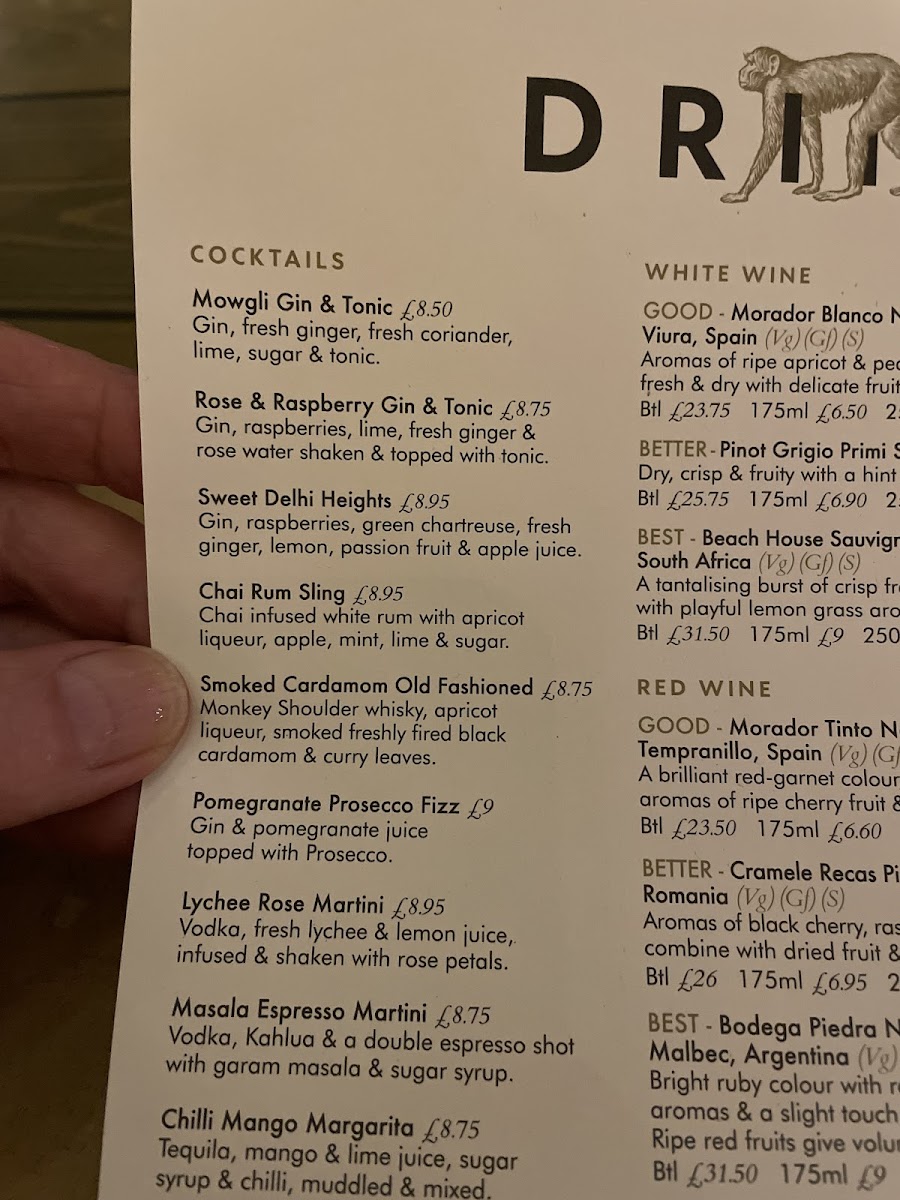 DRI
COCKTAILS
Mowgli Gin & Tonic £8.50
Gin, fresh ginger, fresh coriander,
lime, sugar & tonic.
Rose & Raspberry Gin & Tonic £8.75
Gin, raspberries, lime, fresh ginger &
rose water shaken & topped with tonic.
Sweet Delhi Heights £8.95
Gin, raspberries, green chartreuse, fresh
ginger, lemon, passion fruit & apple juice.
Chai Rum Sling £8.95
Chai infused white rum with apricot
liqueur, apple, mint, lime & sugar.
Smoked Cardamom Old Fashioned £8.75
Monkey Shoulder whisky, apricot
liqueur, smoked freshly fired black
cardamom & curry leaves.
Pomegranate Prosecco Fizz £9
Gin & pomegranate juice
topped with Prosecco.
Lychee Rose Martini £8.95
Vodka, fresh lychee & lemon juice,
infused & shaken with rose petals.
Masala Espresso Martini £8.75
Vodka, Kahlua & a double espresso shot
with garam masala & sugar syrup.
Chilli Mango Margarita £8.75
Tequila, mango & lime juice, sugar
syrup & chilli, muddled & mixed.
WHITE WINE
GOOD - Morador Blanco
Viura, Spain (Vg) (Gf) (S)
Aromas of ripe apricot &
fresh & dry with delicate
Btl £23.75 175ml £6.50
BETTER - Pinot Grigio Primi
Dry, crisp & fruity with a hint
Btl £25.75 175ml £6.90
BEST - Beach House
South Africa (Vg) (Gf) (S)
A tantalising burst of crisp
with playful lemon grass
Btl £31.50 175ml £9 250
RED WINE
GOOD - Morador Tinto
Tempranillo, Spain (Vg)
A brilliant red-garnet colour
aromas of ripe cherry fruit &
Btl £23.50 175ml £6.60
BETTER - Cramele Recas
Romania (Vg) (Gf) (S)
Aromas of black cherry,
combine with dried fruit &
Btl £26 175ml £6.95
BEST - Bodega Piedra
Malbec, Argentina (Vg)
Bright ruby colour with
aromas & a slight touch
Ripe red fruits give
Btl £31.50 175ml £9